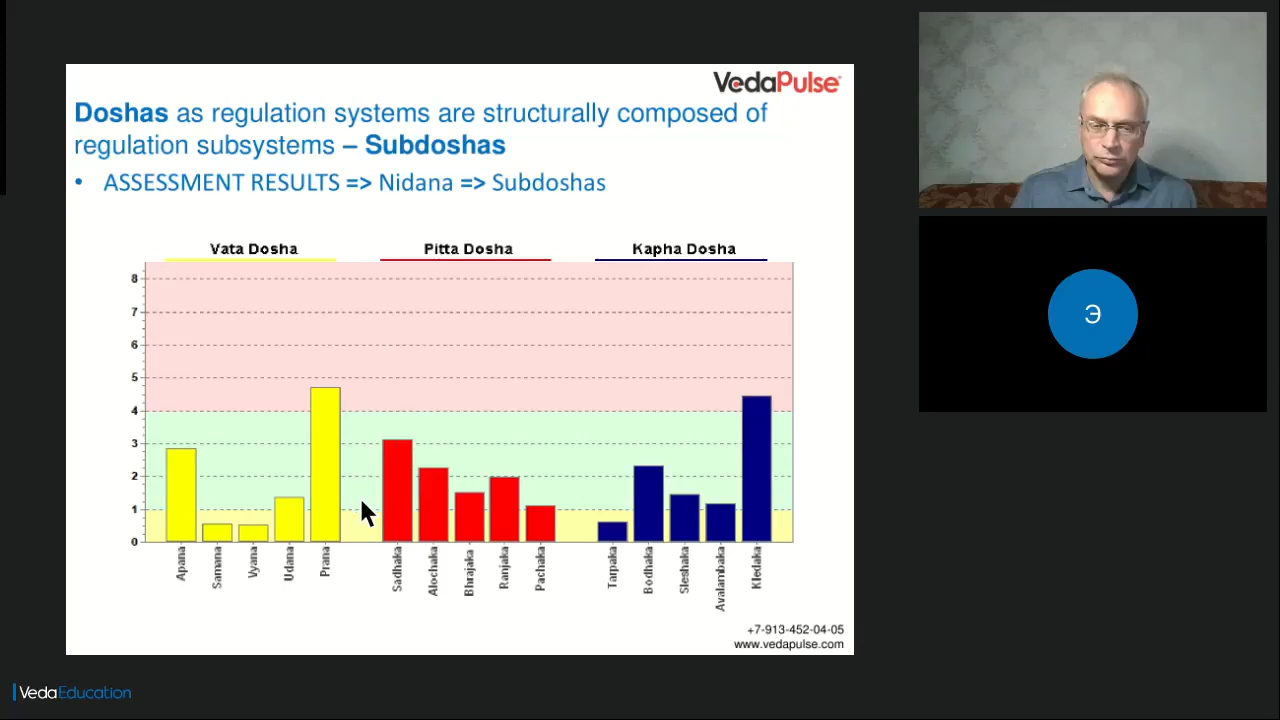 VedaPulse
Doshas as regulation systems are structurally composed of
regulation subsystems – Subdoshas
• ASSESSMENT RESULTS => Nidana => Subdoshas
Vata Dosha Pitta Dosha Kapha Dosha
8
7
6
5
4
3
2
1
0
Apana Samana Vyana Udana Prana Sadhaka Alochaka Bhrajaka Ranjaka Pachaka Tarpaka Bodhaka Sleshaka Avalambaka Kledaka
+7-913-452-04-05
www.vedapulse.com
Э
VedaEducation